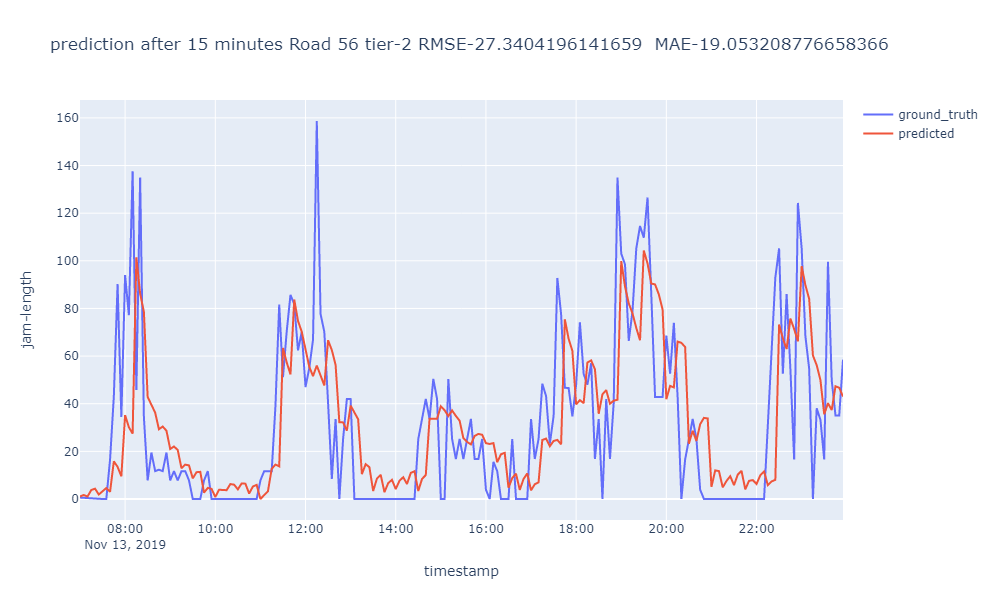 prediction after 15 minutes Road 56 tier-2 RMSE-27.3404196141659  MAE-19.053208776658366
ground_truth
predicted
160
140
120
100
80
60
40
20
0
jam-length
08:00 10:00 12:00 14:00 16:00 18:00 20:00 22:00
Nov 13, 2019
timestamp